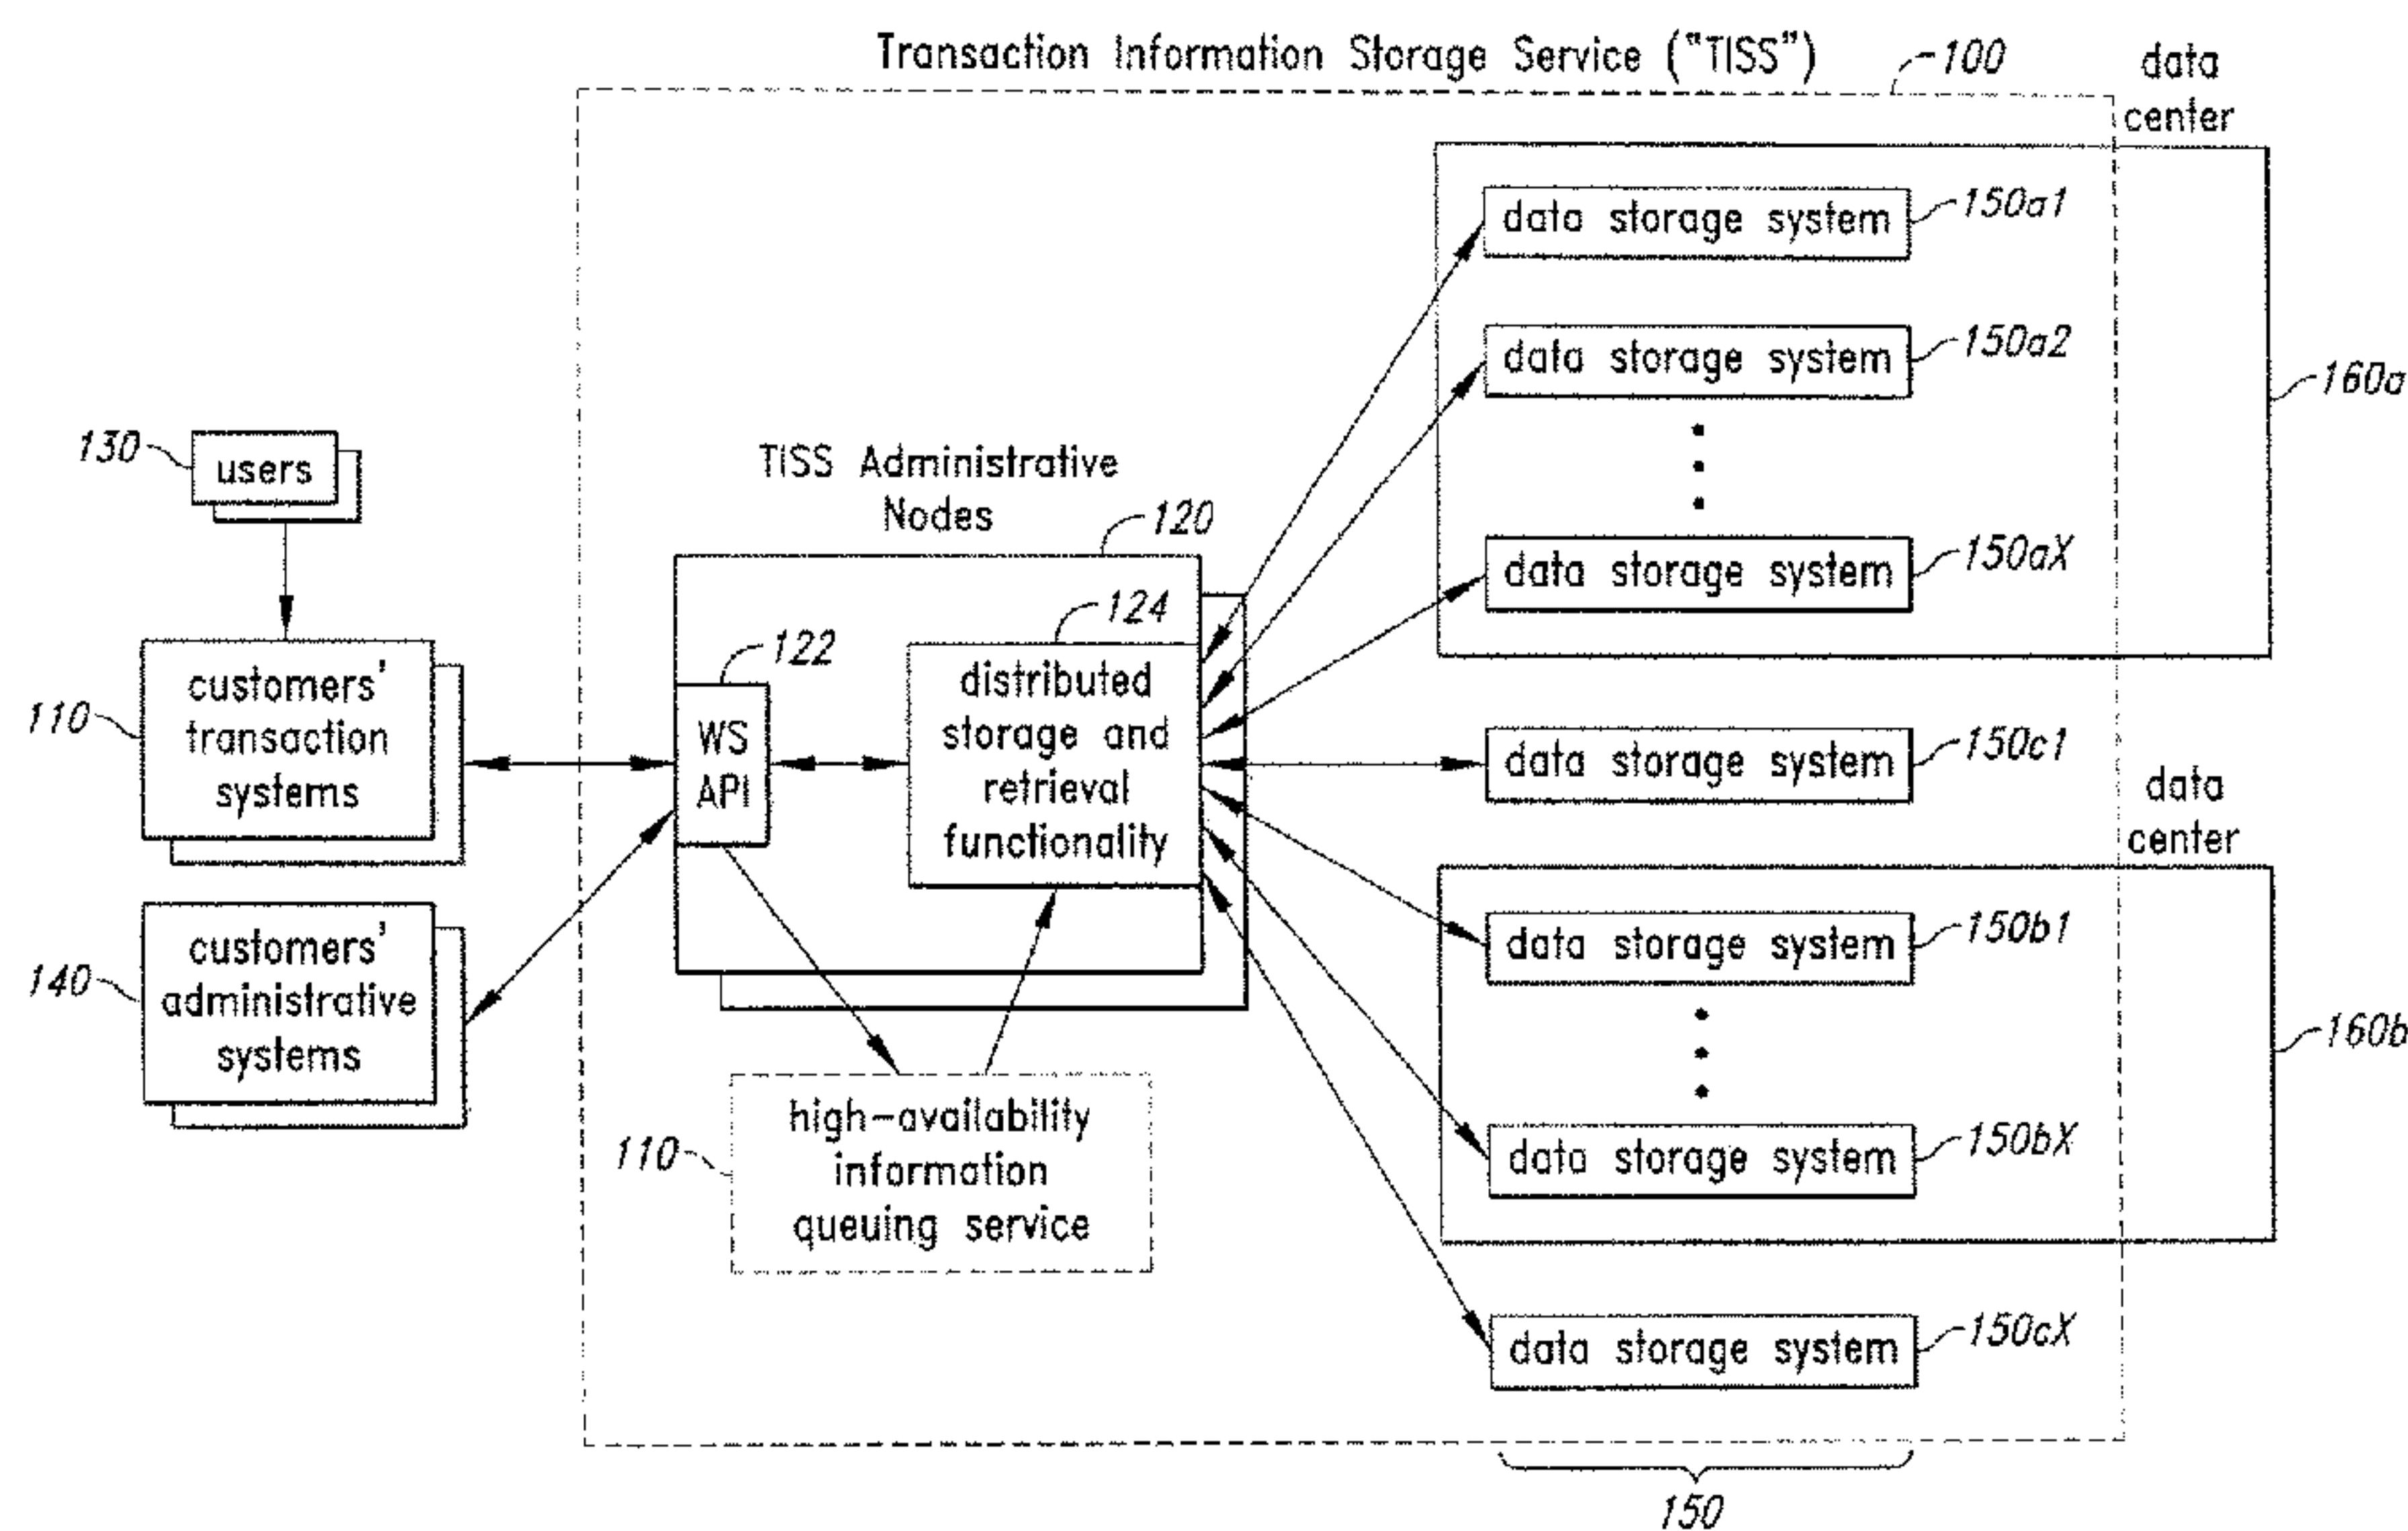 Transaction Information Storage Service ("TISS")
100
data
center
150a1
data storage system
150a2
data storage system
160a
130
users
TISS Administrative
Nodes
120
150aX
data storage system
124
122
customers'
transaction
systems
110
distributed
storage and
retrieval
functionality
WS
API
150c1
data storage system
data
center
customers'
administrative
systems
140
150b1
data storage system
160b
high-availability
information
queuing service
110
150bX
data storage system
150cX
data storage system
150